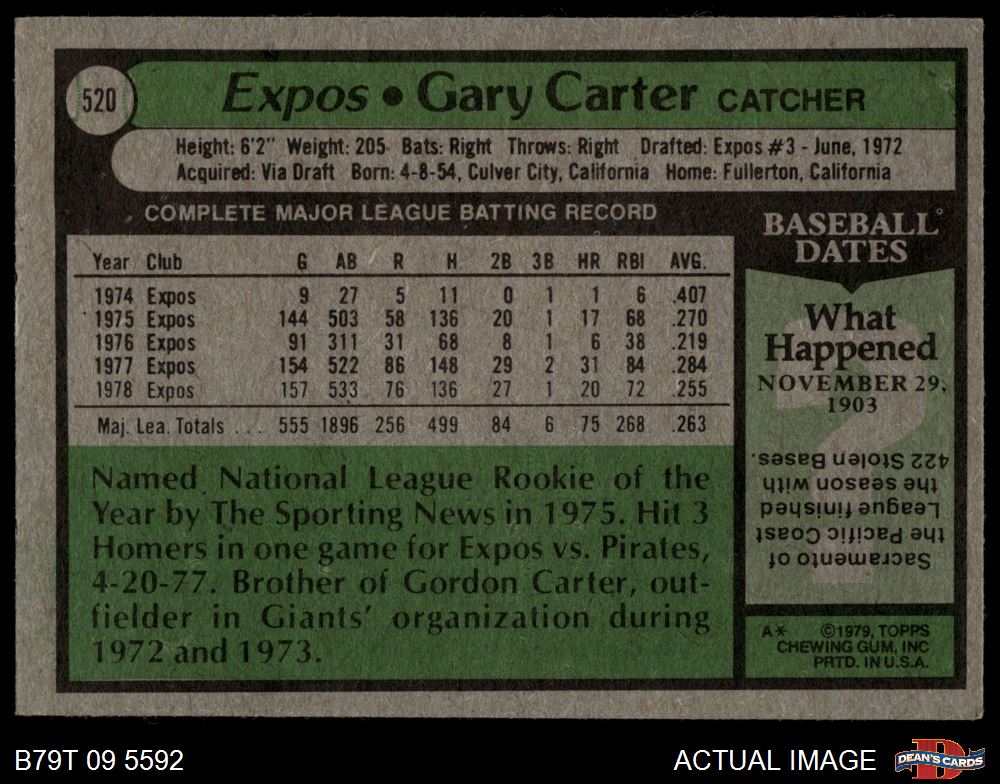 520
Expos • Gary Carter CATCHER
Height: 6'2" Weight: 205 Bats: Right Throws: Right Drafted: Expos #3 - June, 1972
Acquired: Via Draft Born: 4-8-54, Culver City, California Home: Fullerton, California
COMPLETE MAJOR LEAGUE BATTING RECORD
Year Club G AB R H 2B 3B HR RBI AVG.
1974 Expos 9 27 5 11 0 1 1 6 .407
1975 Expos 144 503 58 136 20 1 17 68 .270
1976 Expos 91 311 31 68 8 1 6 38 .219
1977 Expos 154 522 86 148 29 2 31 84 .284
1978 Expos 157 533 76 136 27 1 20 72 .255
Maj. Lea. Totals ... 555 1896 256 499 84 6 75 268 .263
Named National League Rookie of the
Year by The Sporting News in 1975. Hit 3
Homers in one game for Expos vs. Pirates,
4-20-77. Brother of Gordon Carter, out-
fielder in Giants' organization during
1972 and 1973.
BASEBALL
DATES
What
Happened
NOVEMBER 29,
1903
Sacramento of
the Pacific Coast
League finished
the season with
422 Stolen Bases.
A* ©1979, TOPPS
CHEWING GUM, INC
PRTD. IN U.S.A.
B79T 09 5592
ACTUAL IMAGE
DEAN'S CARDS